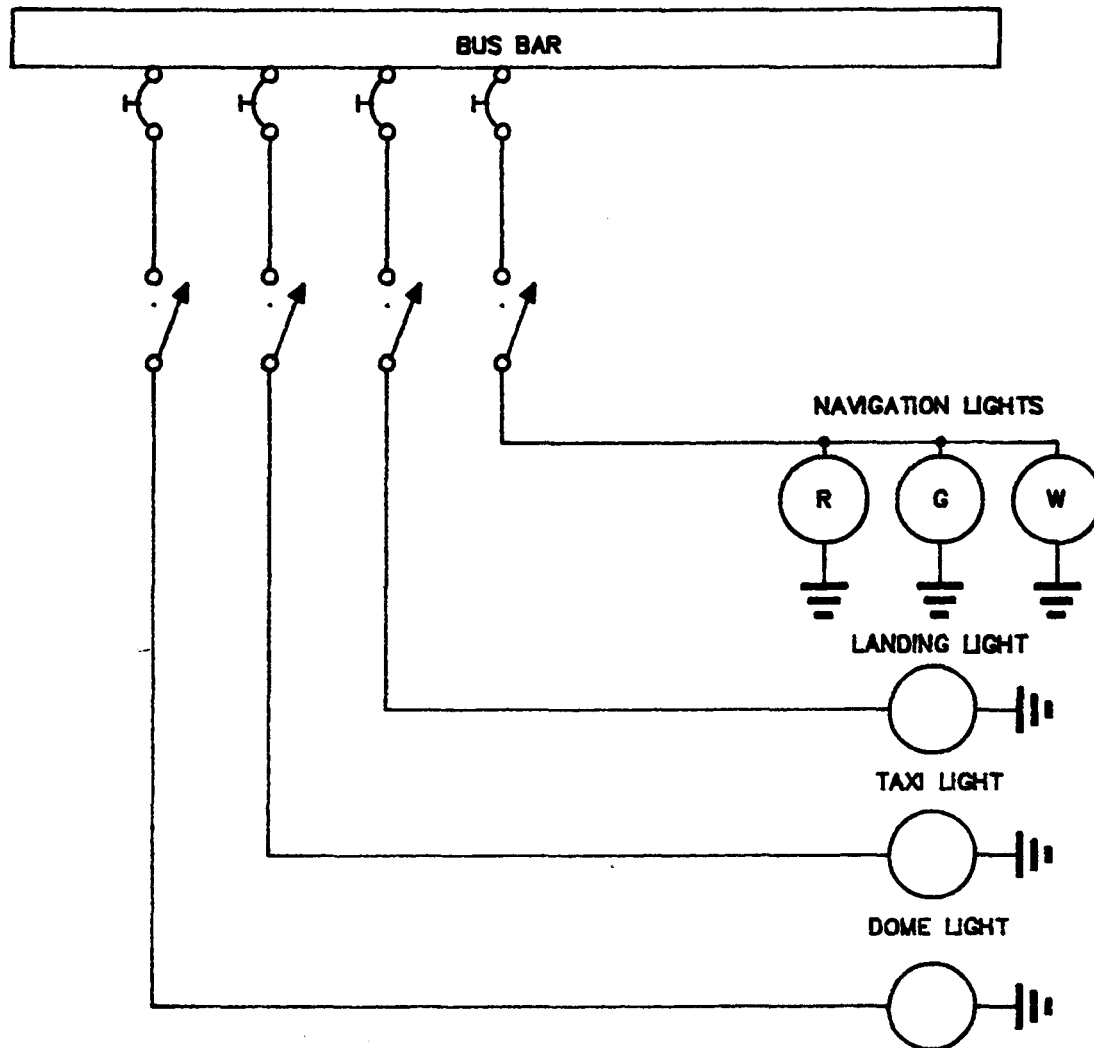 BUS BAR
NAVIGATION LIGHTS
R G W
LANDING LIGHT
TAXI LIGHT
DOME LIGHT